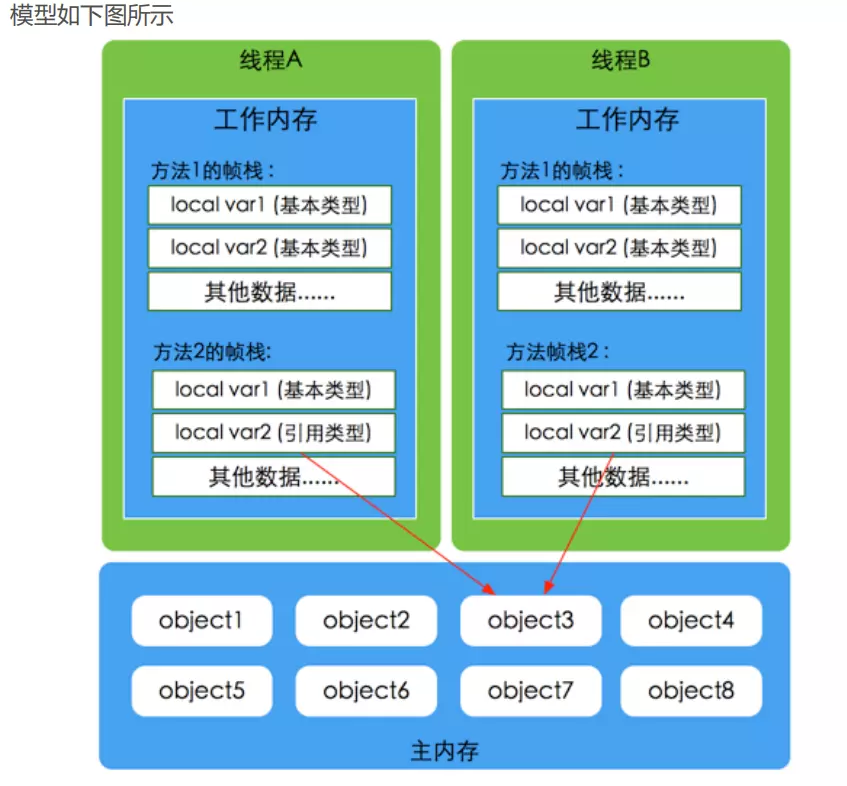 模型如下图所示
线程A
工作内存
方法1的帧栈：
local var1 (基本类型)
local var2 (基本类型)
其他数据......
方法2的帧栈:
local var1 (基本类型)
local var2 (引用类型)
其他数据......
线程B
工作内存
方法1的帧栈：
local var1 (基本类型)
local var2 (基本类型)
其他数据......
方法帧栈2：
local var1 (基本类型)
local var2 (引用类型)
其他数据......
object1 object2 object3 object4
object5 object6 object7 object8
主内存